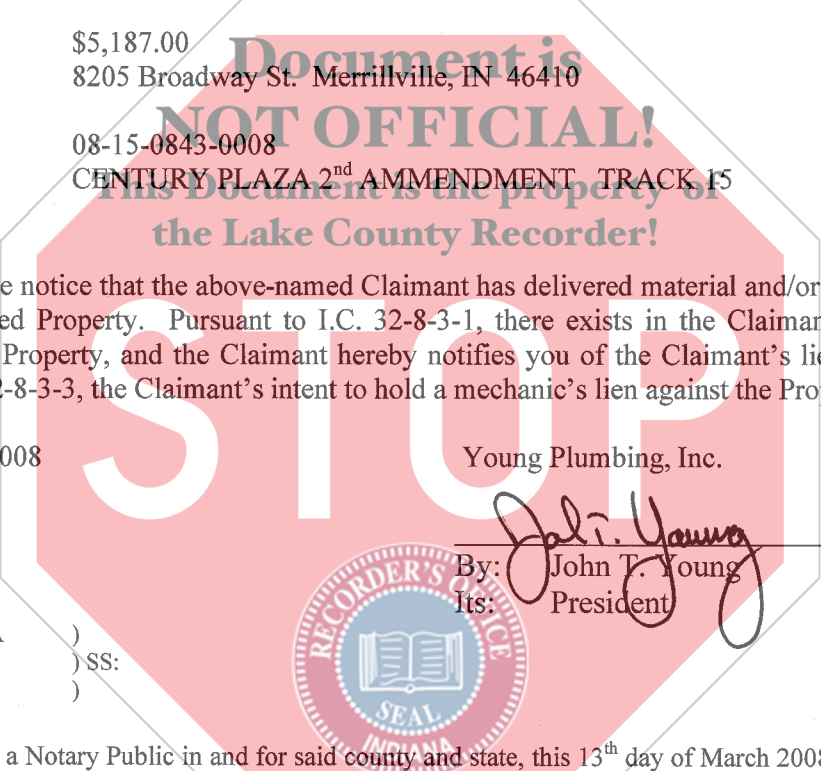 $5,187.00
Document is
8205 Broadway St. Merrillville, IN 46410
NOT OFFICIAL!
08-15-0843-0008
CENTURY PLAZA 2nd AMMENDMENT TRACK 15
This Document is the property of
the Lake County Recorder!
e notice that the above-named Claimant has delivered material and/or
ed Property. Pursuant to I.C. 32-8-3-1, there exists in the Claiman
Property, and the Claimant hereby notifies you of the Claimant's lie
2-8-3-3, the Claimant's intent to hold a mechanic's lien against the Prop
STOP
008 Young Plumbing, Inc.
Johl T. Young
By: John T. Young
Its: President
RECORDER'S OFFICE
SEAL
INDIANA
A )
) SS:
)
a Notary Public in and for said county and state, this 13th day of March 2008